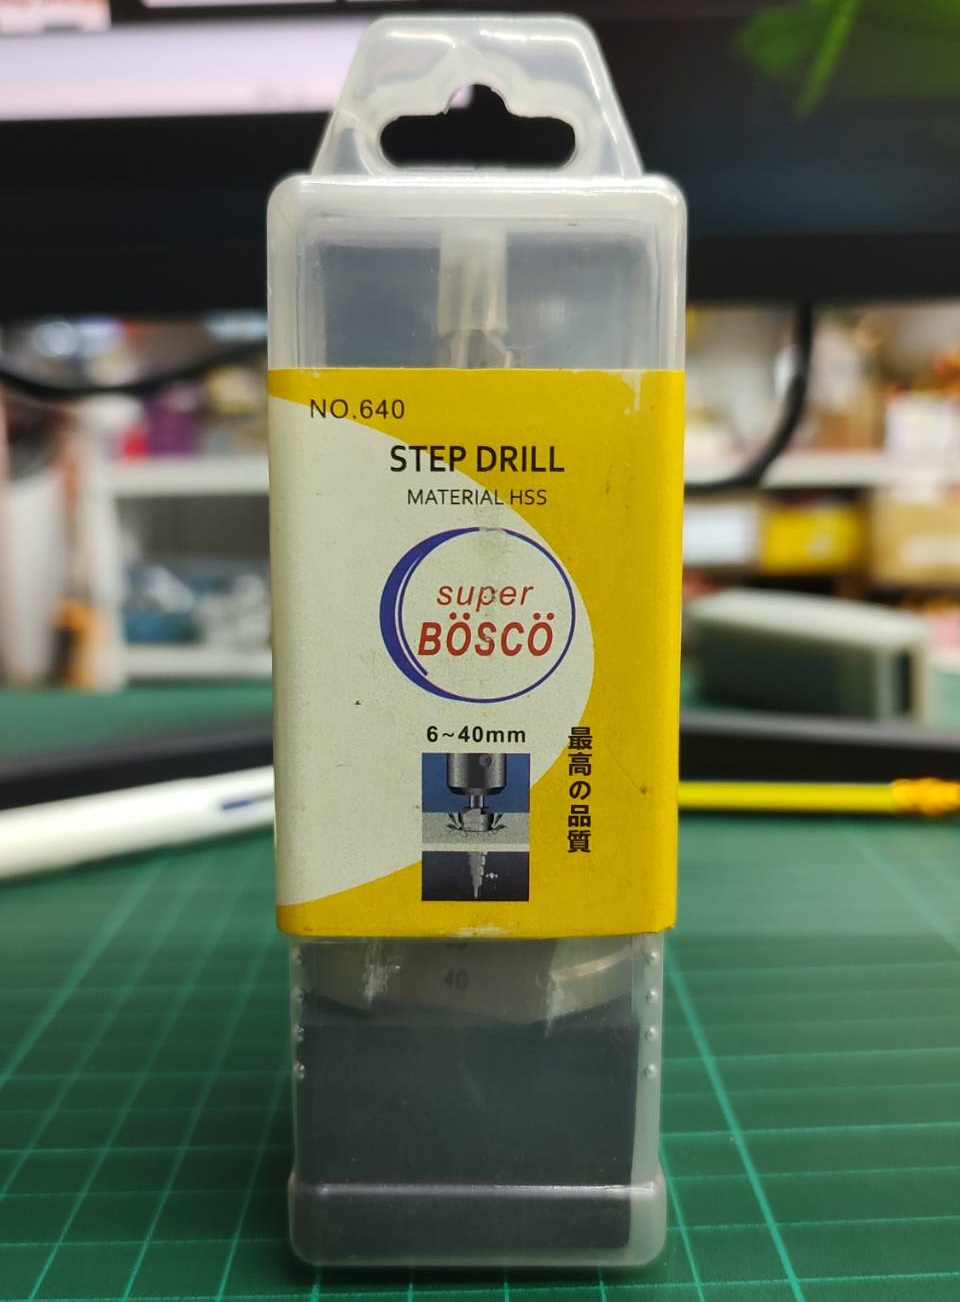 NO.640
STEP DRILL
MATERIAL HSS
super
BÖSCÖ
6~40mm
最高の品質
40